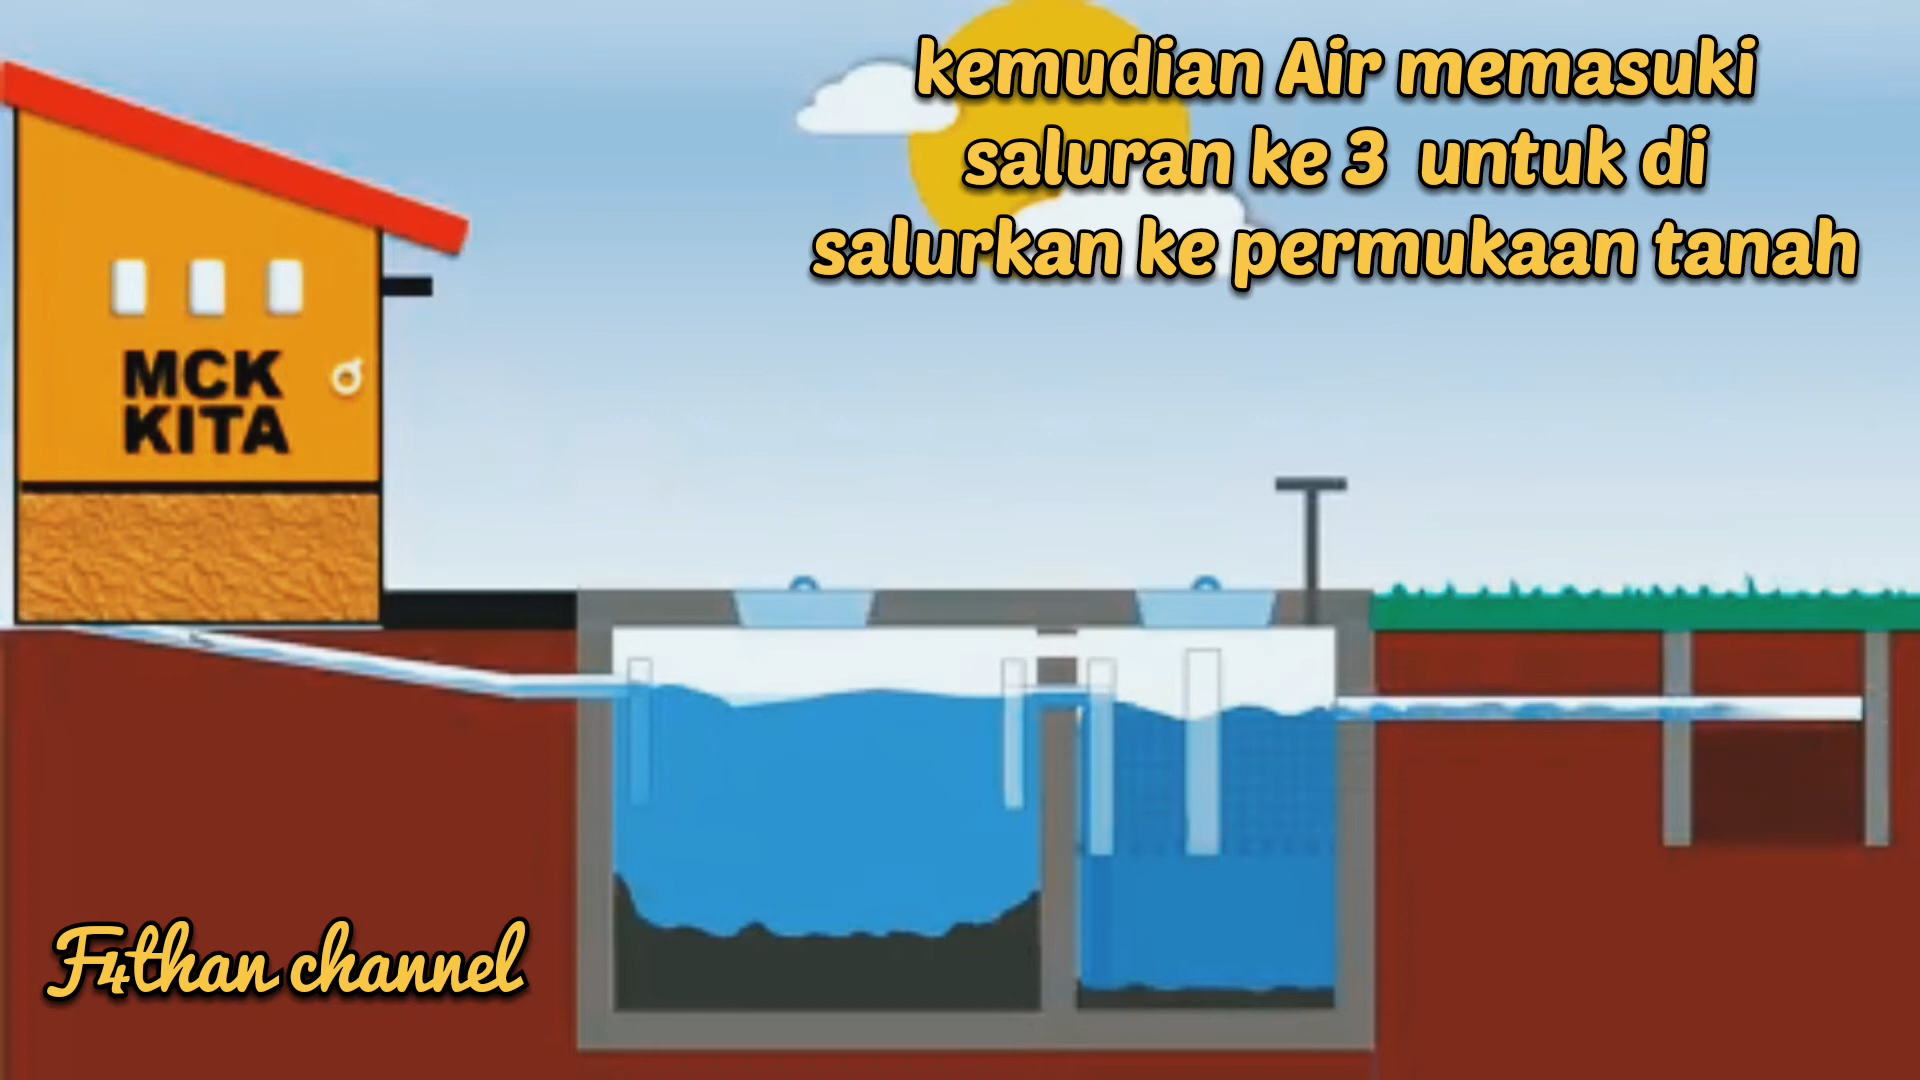 kemudian Air memasuki
saluran ke 3 untuk di
salurkan ke permukaan tanah
MCK
KITA
F4than channel